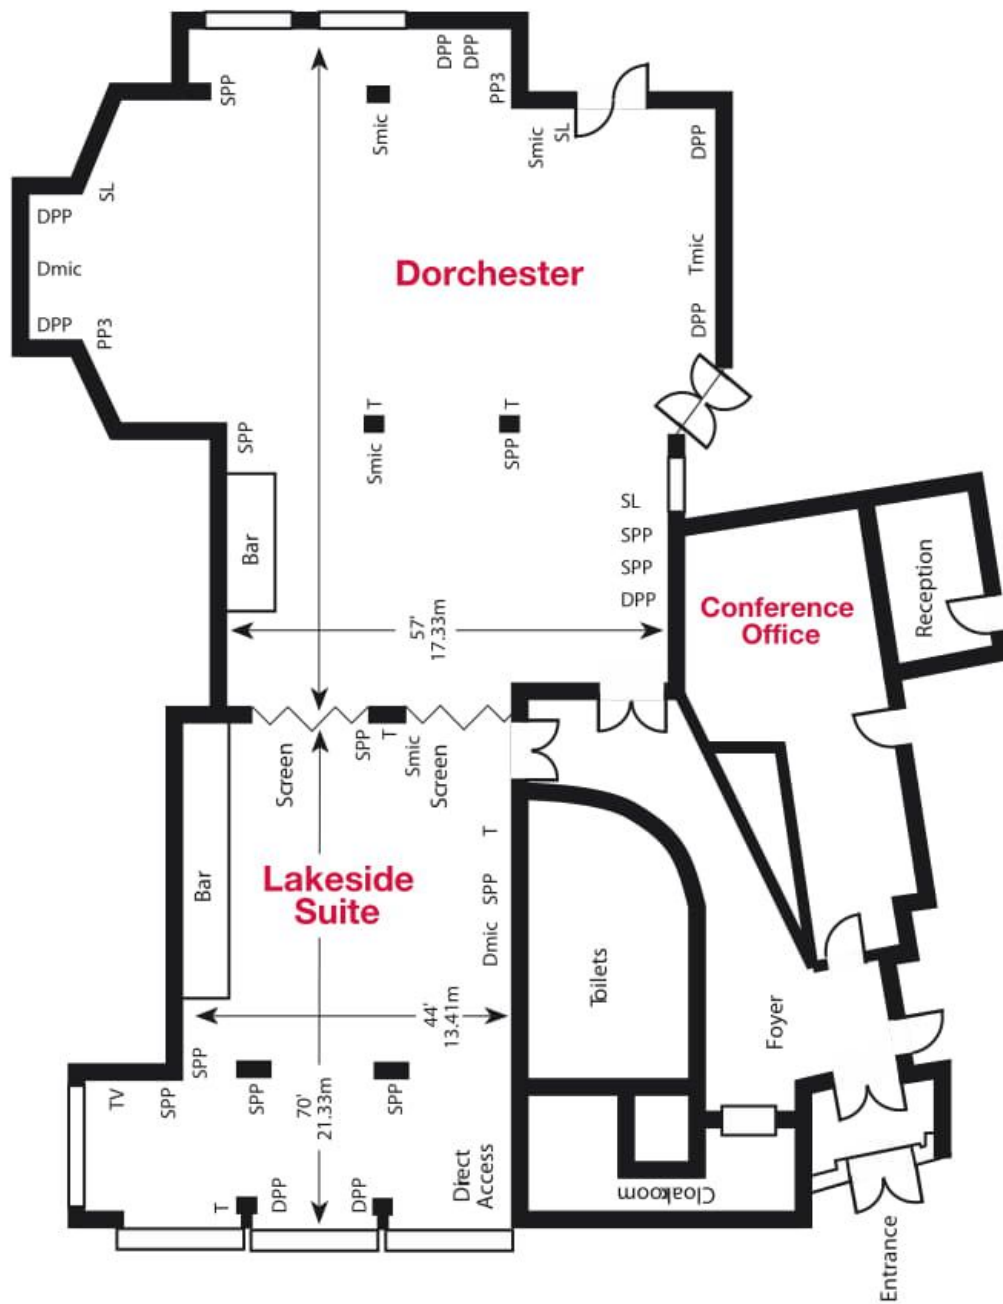 SPP
DPP
DPP
PP3
Smic
Smic
SL
DPP
SL
DPP
Dmic
DPP
PP3
Dorchester
Tmic
DPP
SPP
Smic
T
SPP
T
Bar
SL
SPP
SPP
DPP
57'
17.33m
Conference
Office
Reception
Screen
SPP
T
Smic
Screen
Bar
Lakeside
Suite
T
SPP
Dmic
44'
13.41m
Toilets
Foyer
TV
SPP
SPP
SPP
SPP
70'
21.33m
T
DPP
DPP
Direct
Access
Cloakoom
Entrance